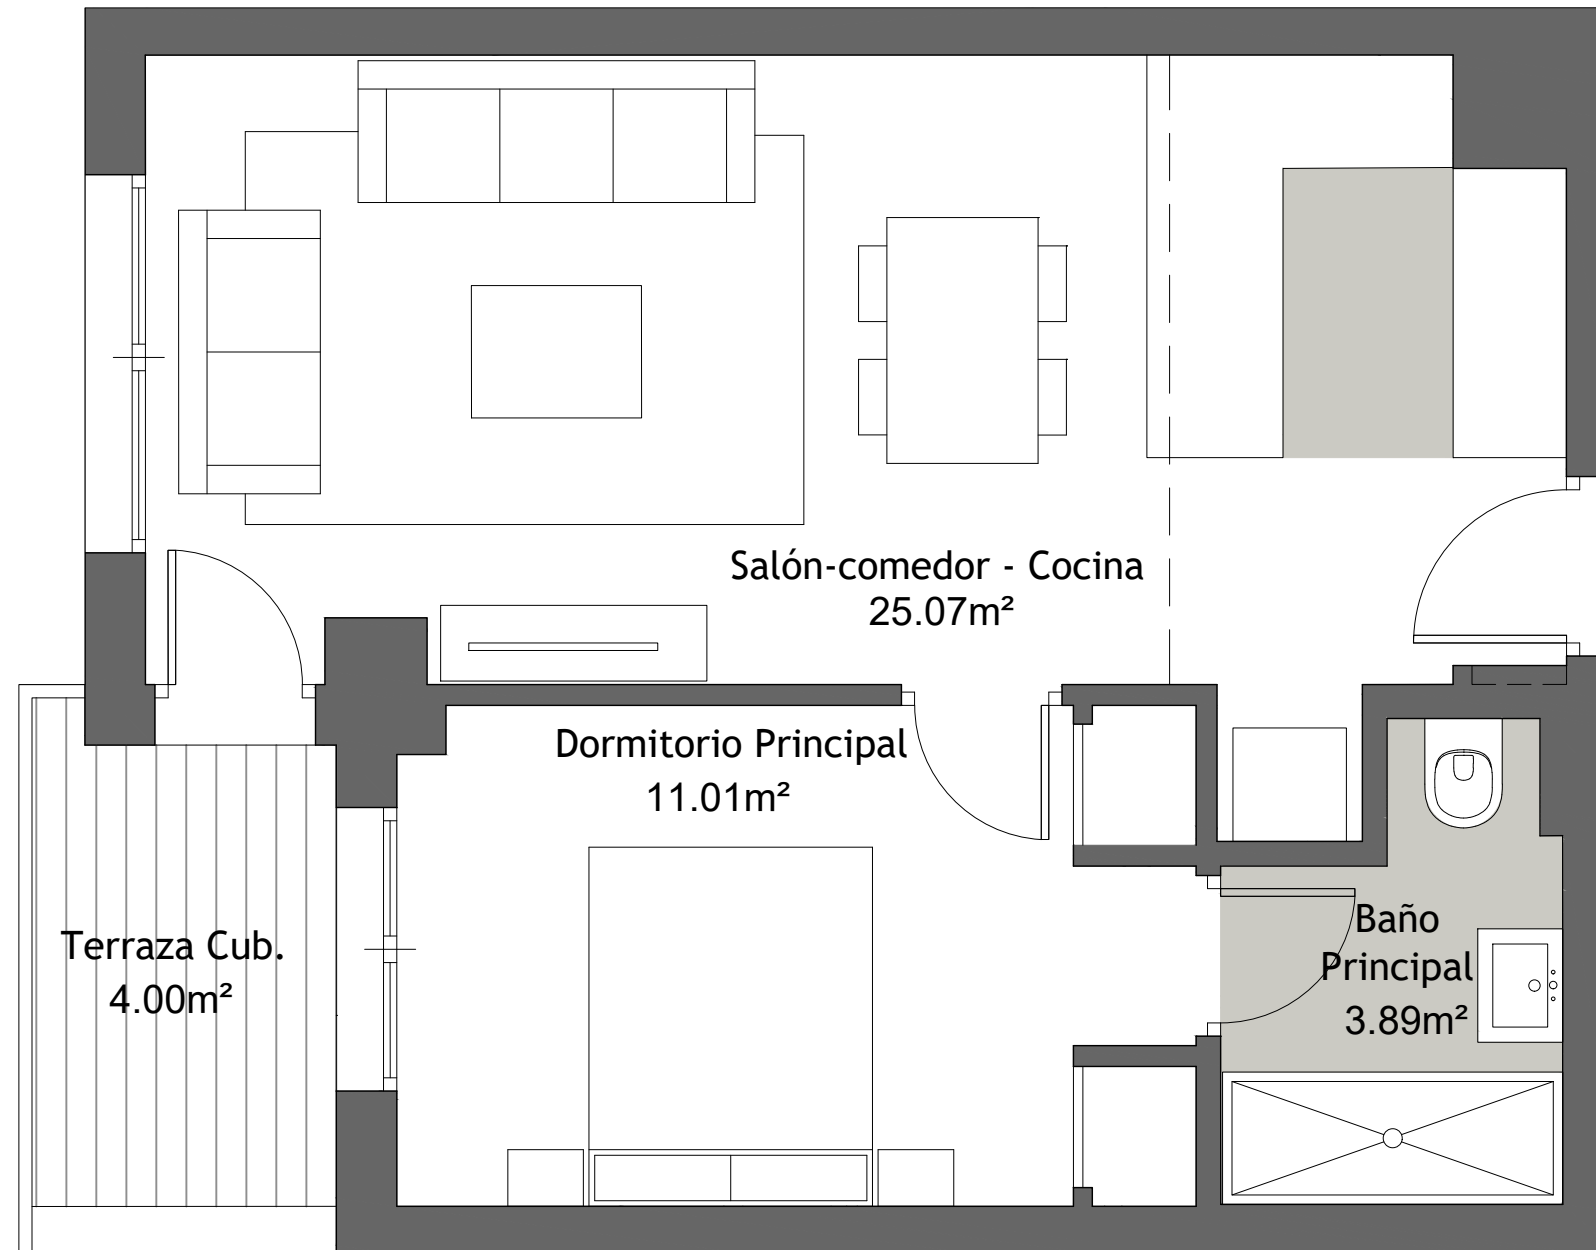 Salón-comedor - Cocina
25.07m²
Dormitorio Principal
11.01m²
Terraza Cub.
4.00m²
Baño
Principal
3.89m²